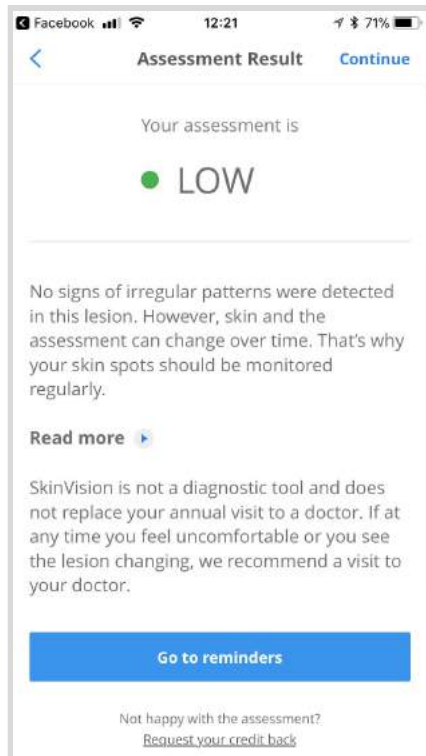 Facebook 12:21 71%
Assessment Result Continue
Your assessment is
LOW
No signs of irregular patterns were detected
in this lesion. However, skin and the
assessment can change over time. That's why
your skin spots should be monitored
regularly.
Read more
SkinVision is not a diagnostic tool and does
not replace your annual visit to a doctor. If at
any time you feel uncomfortable or you see
the lesion changing, we recommend a visit to
your doctor.
Go to reminders
Not happy with the assessment?
Request your credit back